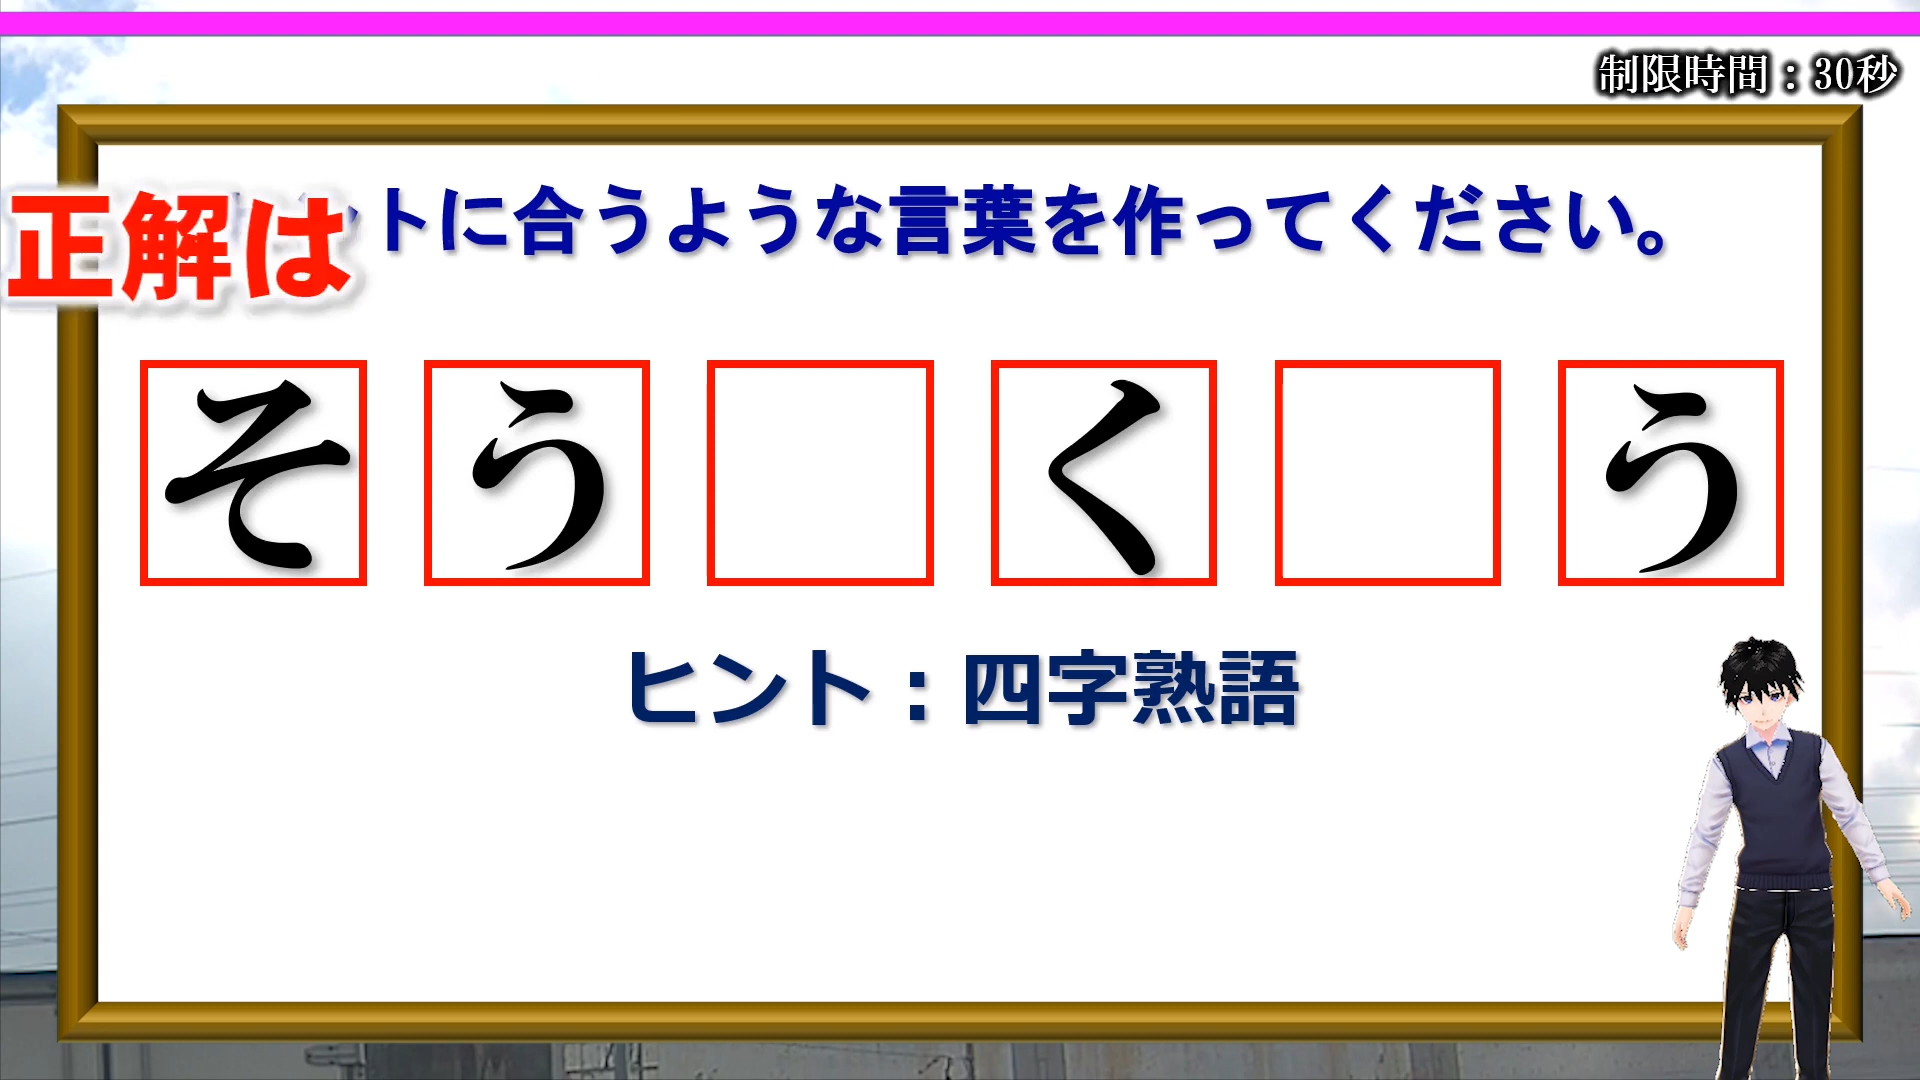 制限時間：30秒
正解は
トに合うような言葉を作ってください。
そう く う
ヒント：四字熟語